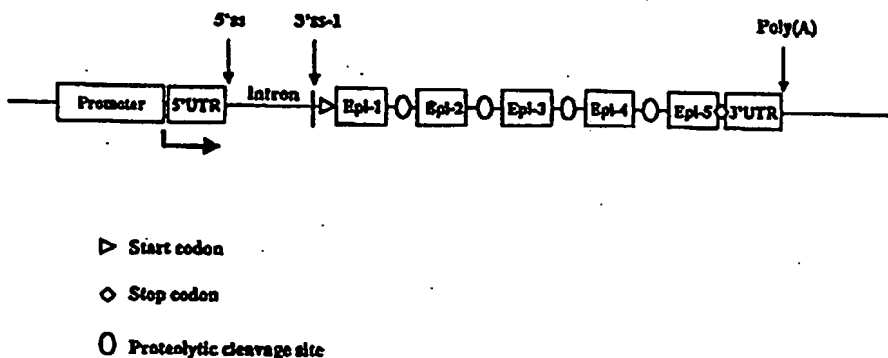 5'ss 3'ss-1 Poly(A)
Promoter 5'UTR Intron Epi-1 Epi-2 Epi-3 Epi-4 Epi-5 3'UTR
Start codon
Stop codon
Proteolytic cleavage site